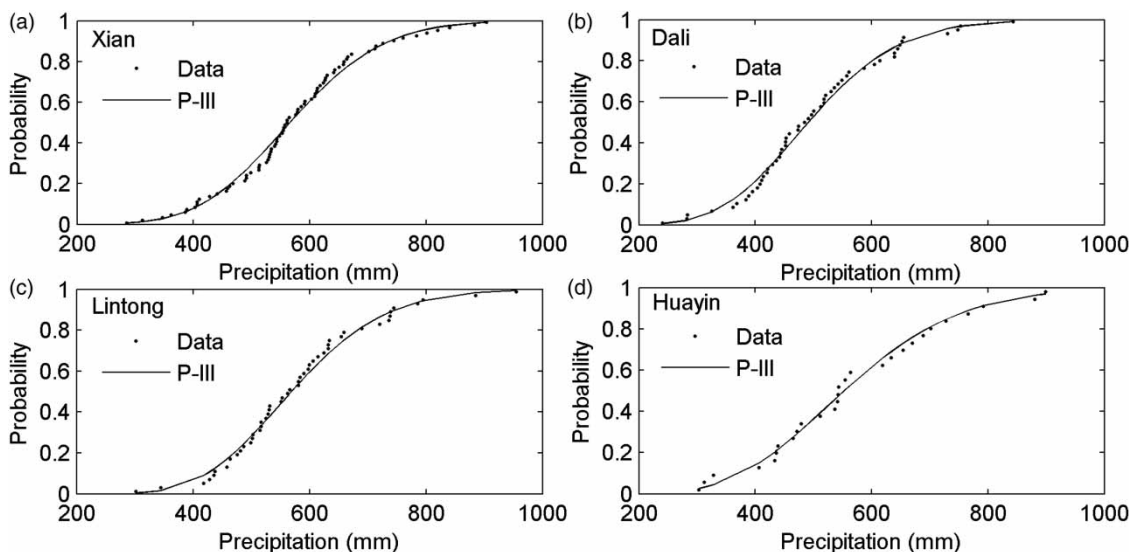 (a)
Xian
Data
P-III
Probability
1
0.8
0.6
0.4
0.2
0
200 400 600 800 1000
Precipitation (mm)
(b)
Dali
Data
P-III
Probability
1
0.8
0.6
0.4
0.2
0
200 400 600 800 1000
Precipitation (mm)
(c)
Lintong
Data
P-III
Probability
1
0.8
0.6
0.4
0.2
0
200 400 600 800 1000
Precipitation (mm)
(d)
Huayin
Data
P-III
Probability
1
0.8
0.6
0.4
0.2
0
200 400 600 800 1000
Precipitation (mm)